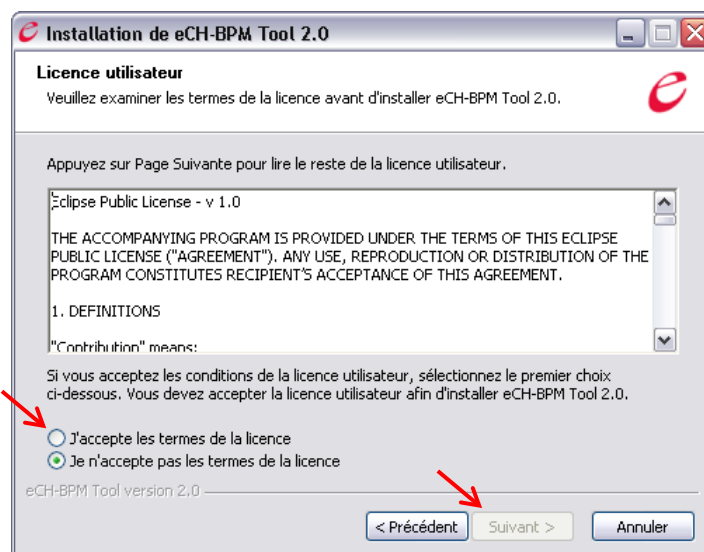 Installation de eCH-BPM Tool 2.0
Licence utilisateur
Veuillez examiner les termes de la licence avant d'installer eCH-BPM Tool 2.0.
Appuyez sur Page Suivante pour lire le reste de la licence utilisateur.
Eclipse Public License - v 1.0
THE ACCOMPANYING PROGRAM IS PROVIDED UNDER THE TERMS OF THIS ECLIPSE
PUBLIC LICENSE ("AGREEMENT"). ANY USE, REPRODUCTION OR DISTRIBUTION OF THE
PROGRAM CONSTITUTES RECIPIENT'S ACCEPTANCE OF THIS AGREEMENT.
1. DEFINITIONS
"Contribution" means:
Si vous acceptez les conditions de la licence utilisateur, sélectionnez le premier choix
ci-dessous. Vous devez accepter la licence utilisateur afin d'installer eCH-BPM Tool 2.0.
J'accepte les termes de la licence
Je n'accepte pas les termes de la licence
eCH-BPM Tool version 2.0
< Précédent Suivant > Annuler